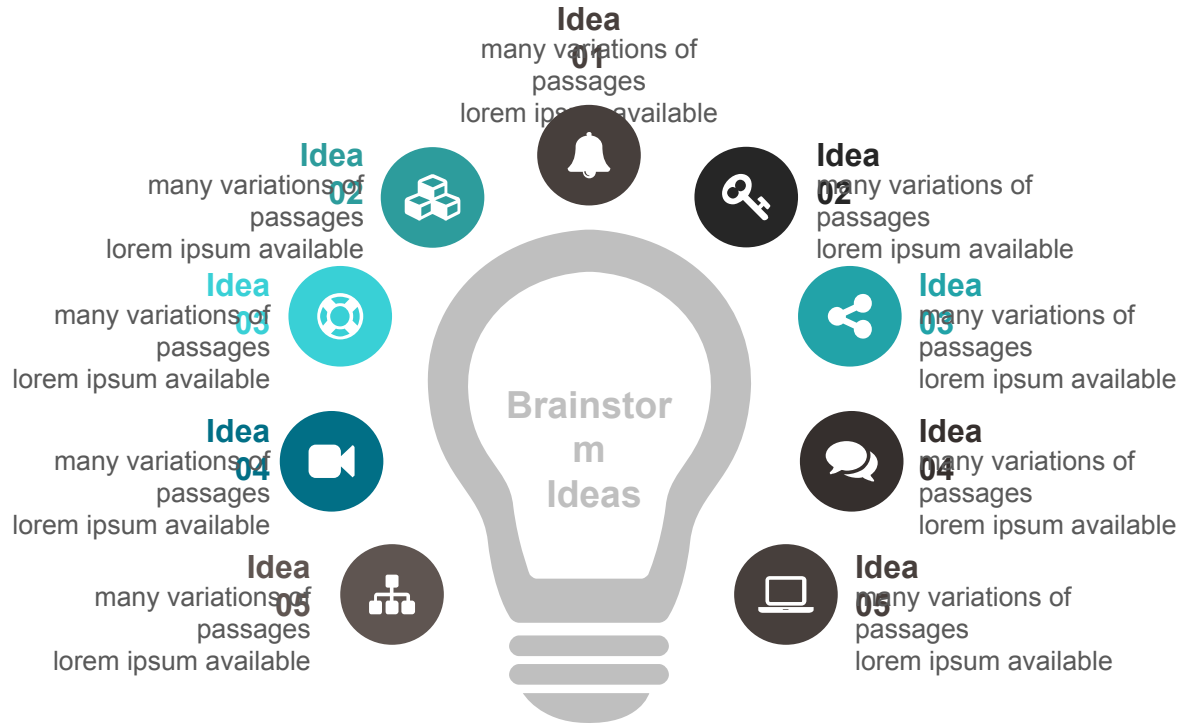 Idea
01
many variations of
passages
lorem ipsum available
Idea
02
many variations of
passages
lorem ipsum available
Idea
02
many variations of
passages
lorem ipsum available
Idea
03
many variations of
passages
lorem ipsum available
Idea
03
many variations of
passages
lorem ipsum available
Brainstor
m
Ideas
Idea
04
many variations of
passages
lorem ipsum available
Idea
04
many variations of
passages
lorem ipsum available
Idea
05
many variations of
passages
lorem ipsum available
Idea
05
many variations of
passages
lorem ipsum available